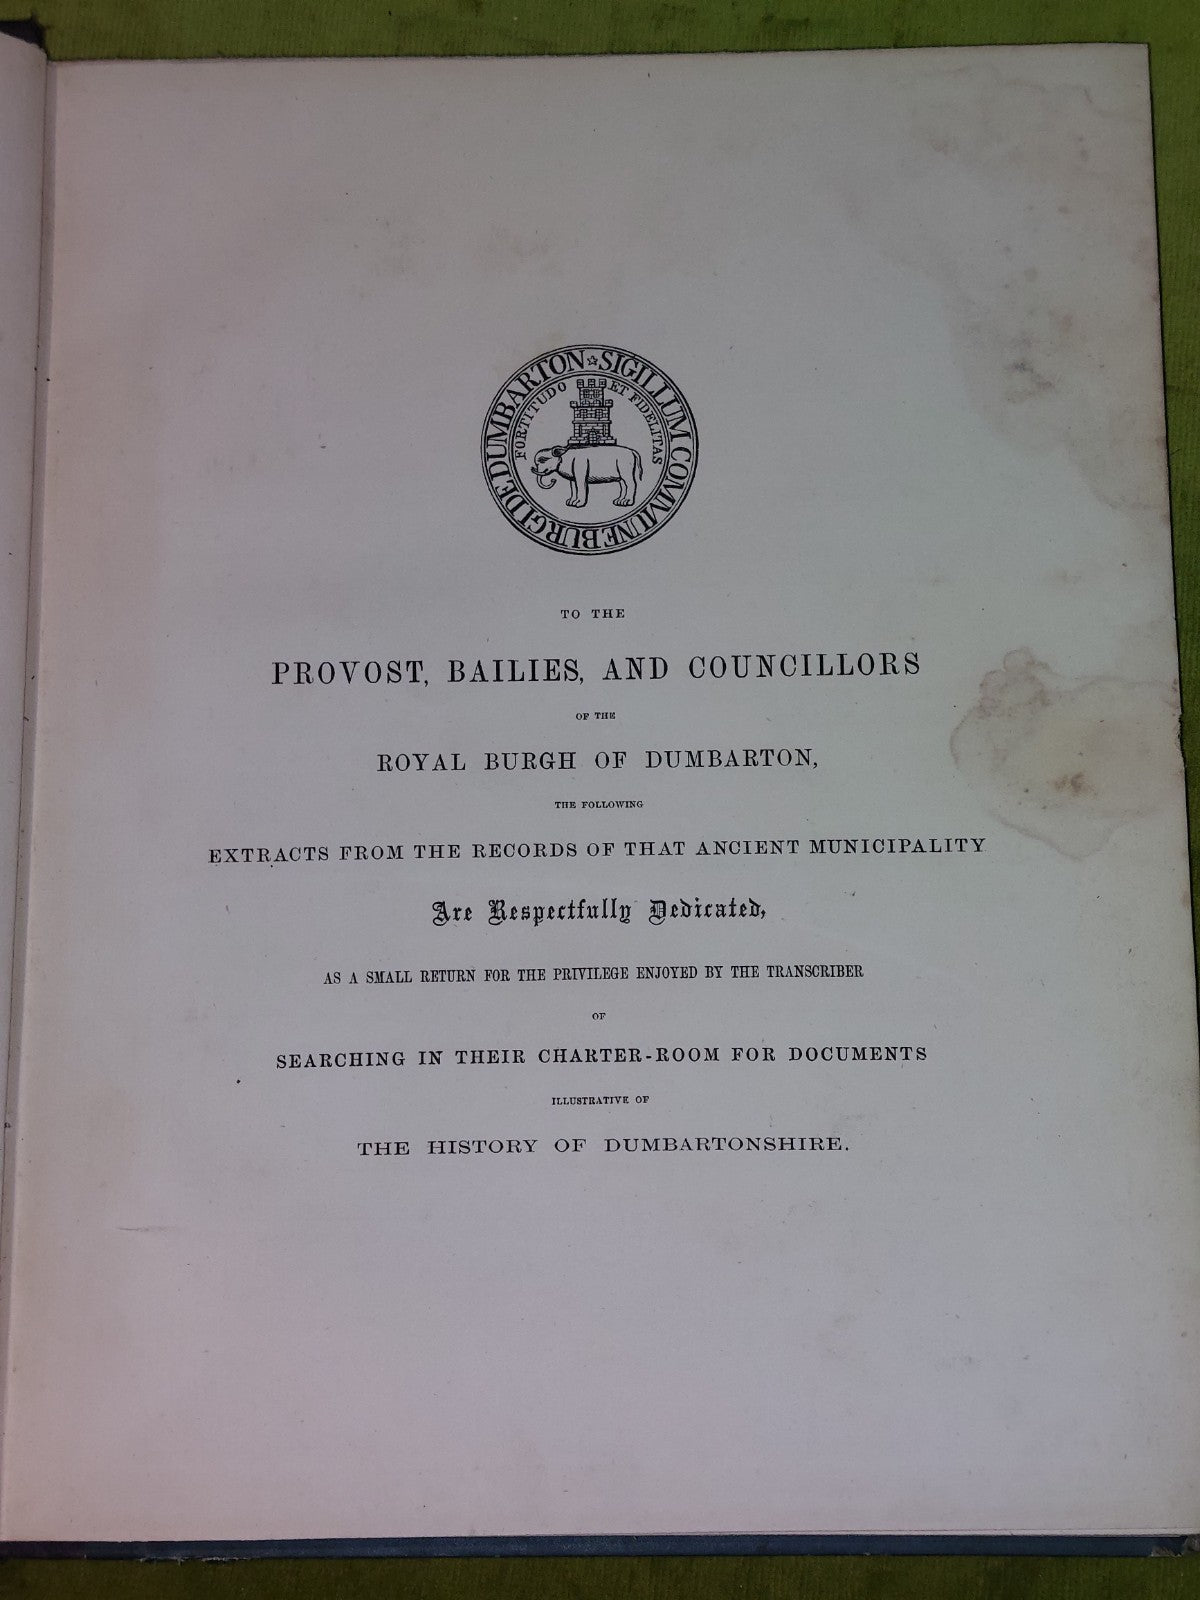 SIGILLUM COMMUNE BURGI DE DUMBARTON
FORTITUDO ET FIDELITAS
TO THE
PROVOST, BAILIES, AND COUNCILLORS
OF THE
ROYAL BURGH OF DUMBARTON,
THE FOLLOWING
EXTRACTS FROM THE RECORDS OF THAT ANCIENT MUNICIPALITY
Are Respectfully Dedicated,
AS A SMALL RETURN FOR THE PRIVILEGE ENJOYED BY THE TRANSCRIBER
OF
SEARCHING IN THEIR CHARTER-ROOM FOR DOCUMENTS
ILLUSTRATIVE OF
THE HISTORY OF DUMBARTONSHIRE.